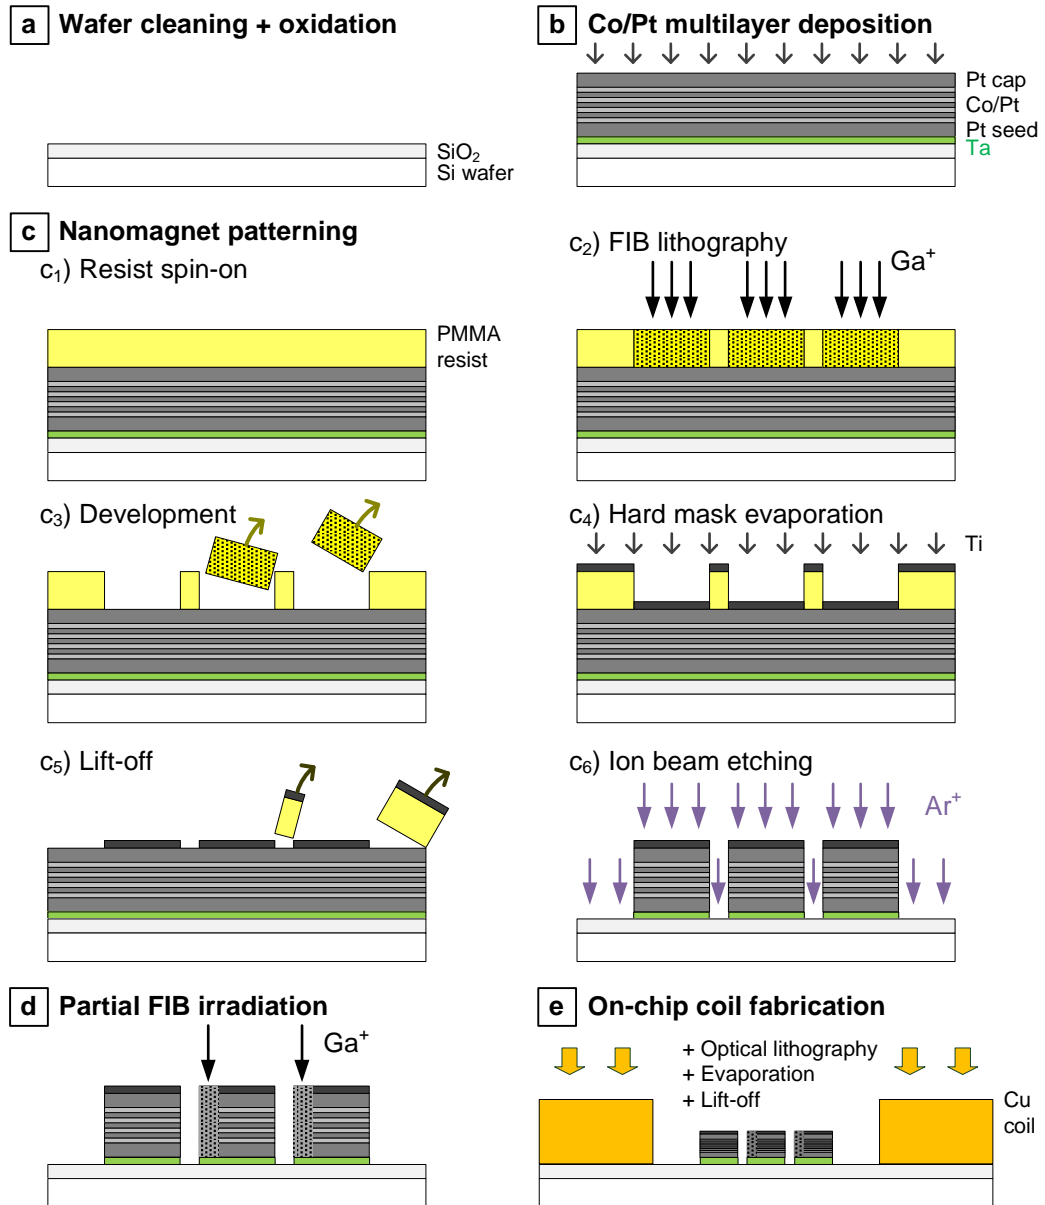 a Wafer cleaning + oxidation
SiO₂
Si wafer
b Co/Pt multilayer deposition
Pt cap
Co/Pt
Pt seed
Ta
c Nanomagnet patterning
c₁) Resist spin-on
PMMA
resist
c₂) FIB lithography
Ga⁺
c₃) Development
c₄) Hard mask evaporation
Ti
c₅) Lift-off
c₆) Ion beam etching
Ar⁺
d Partial FIB irradiation
Ga⁺
e On-chip coil fabrication
+ Optical lithography
+ Evaporation
+ Lift-off
Cu
coil